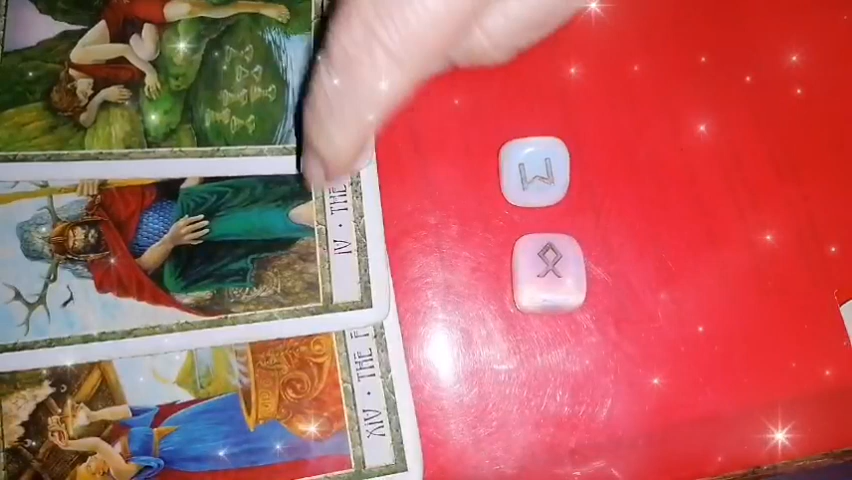 IV · THE
XIV · THE F
ᛟ